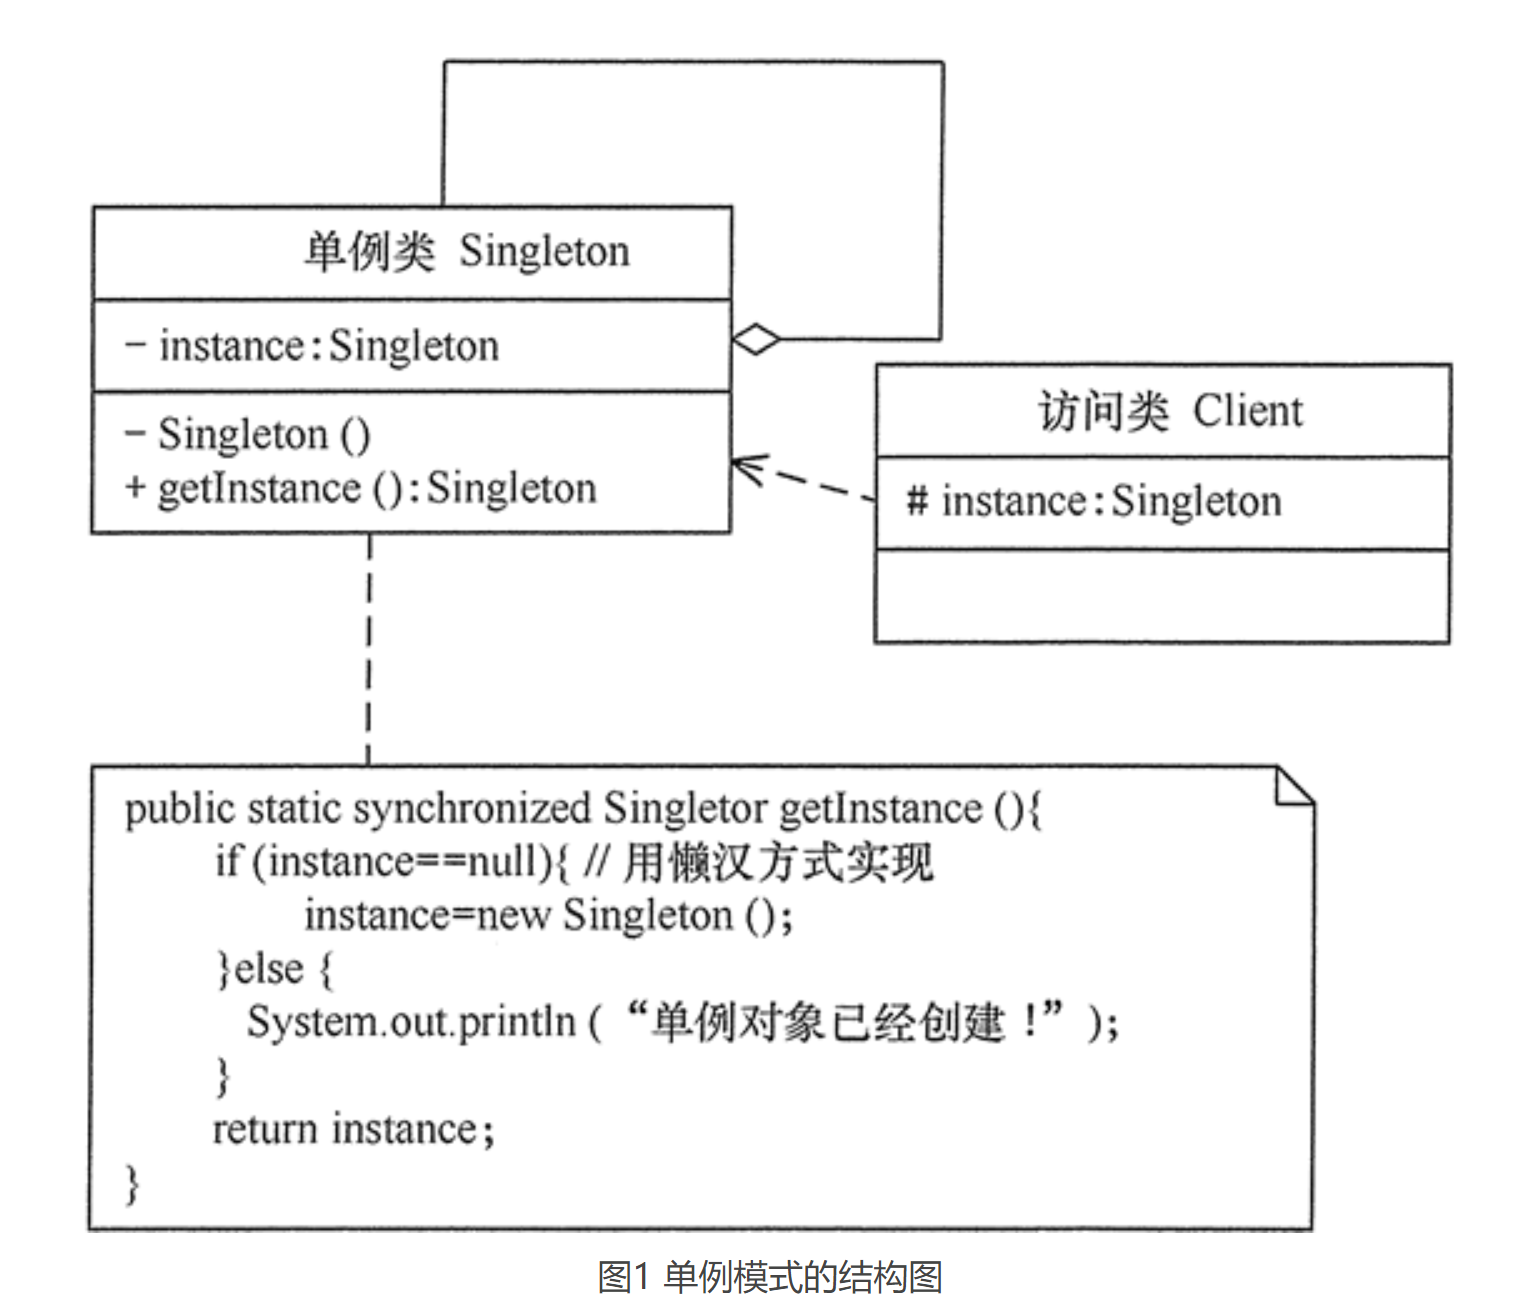 单例类 Singleton
- instance:Singleton
- Singleton ()
+ getInstance ():Singleton
访问类 Client
# instance:Singleton
public static synchronized Singletor getInstance (){
if (instance==null){ // 用懒汉方式实现
instance=new Singleton ();
}else {
System.out.println (“单例对象已经创建！”);
}
return instance;
}
图1 单例模式的结构图